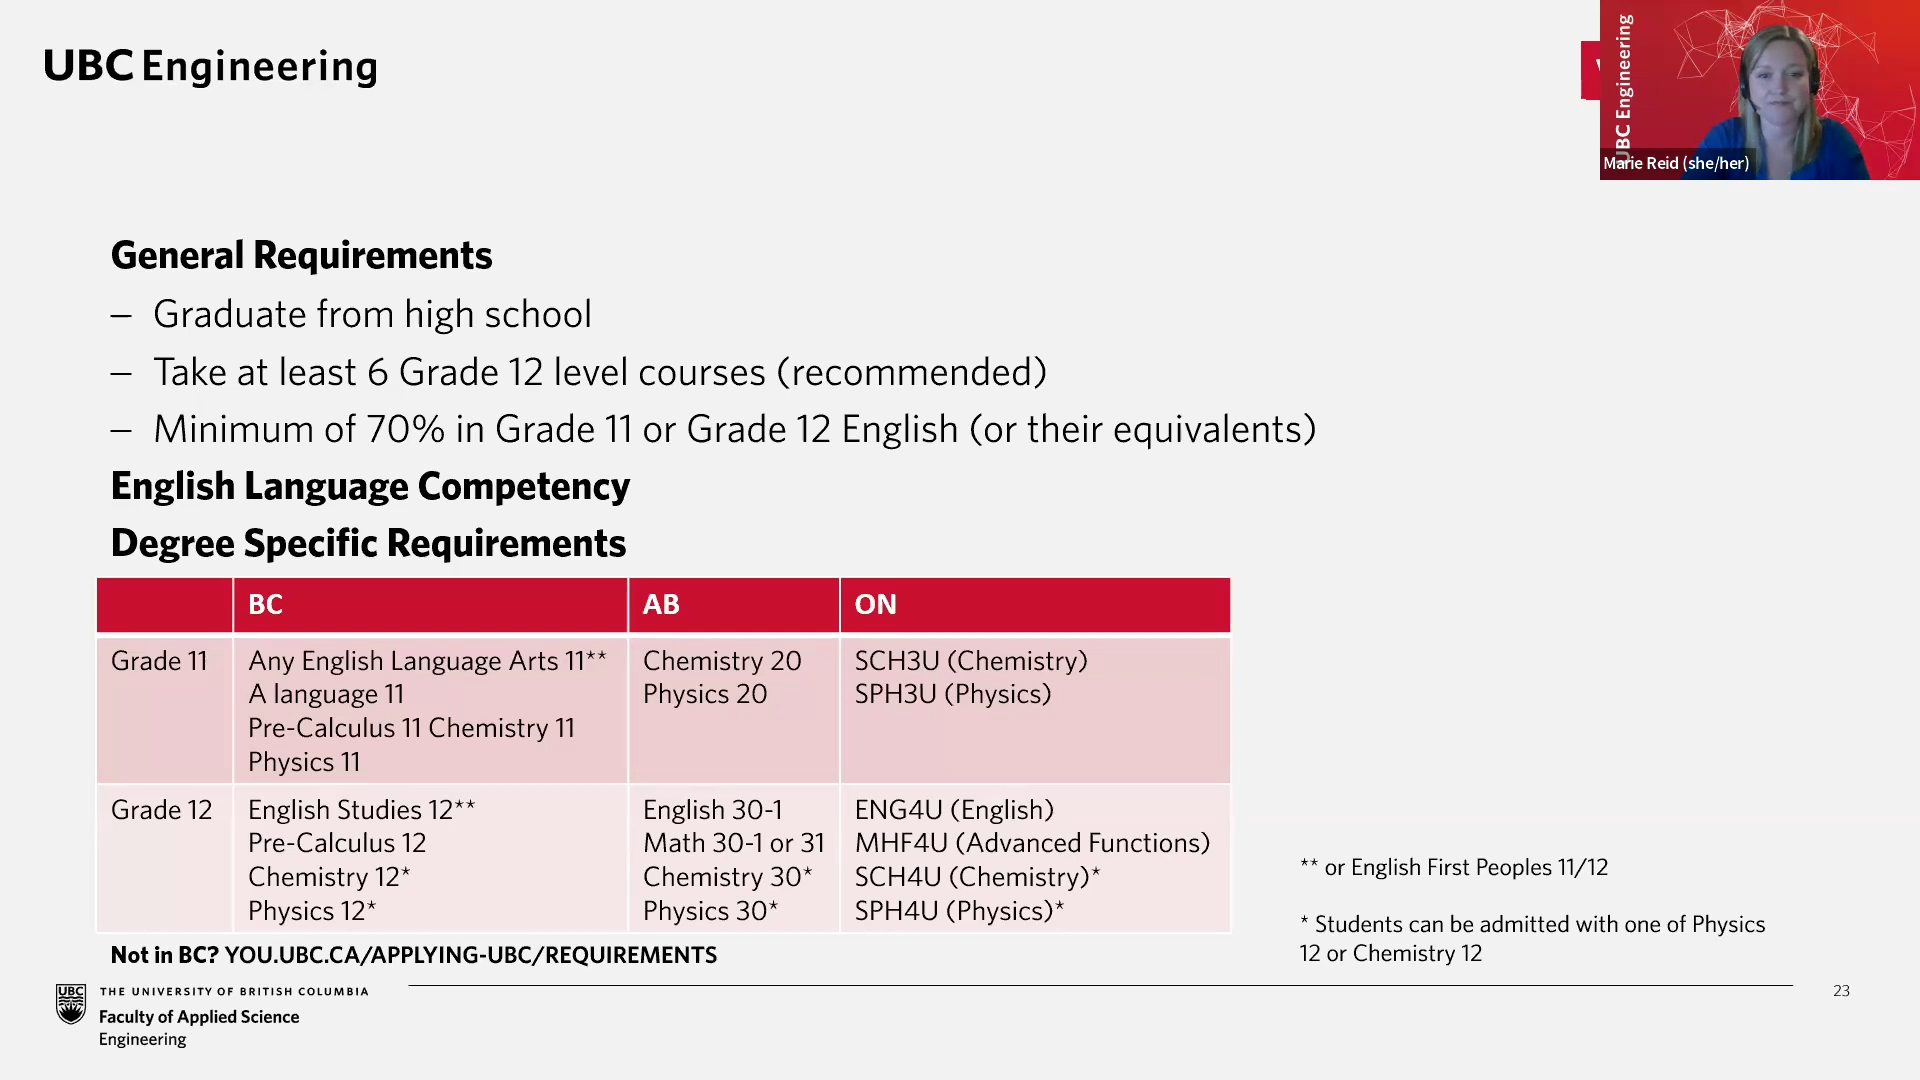 UBC Engineering
UBC Engineering
Marie Reid (she/her)
General Requirements
– Graduate from high school
– Take at least 6 Grade 12 level courses (recommended)
– Minimum of 70% in Grade 11 or Grade 12 English (or their equivalents)
English Language Competency
Degree Specific Requirements
BC AB ON
Grade 11
Any English Language Arts 11**
A language 11
Pre-Calculus 11 Chemistry 11
Physics 11
Chemistry 20
Physics 20
SCH3U (Chemistry)
SPH3U (Physics)
Grade 12
English Studies 12**
Pre-Calculus 12
Chemistry 12*
Physics 12*
English 30-1
Math 30-1 or 31
Chemistry 30*
Physics 30*
ENG4U (English)
MHF4U (Advanced Functions)
SCH4U (Chemistry)*
SPH4U (Physics)*
** or English First Peoples 11/12
* Students can be admitted with one of Physics
12 or Chemistry 12
Not in BC? YOU.UBC.CA/APPLYING-UBC/REQUIREMENTS
UBC
THE UNIVERSITY OF BRITISH COLUMBIA
Faculty of Applied Science
Engineering
23